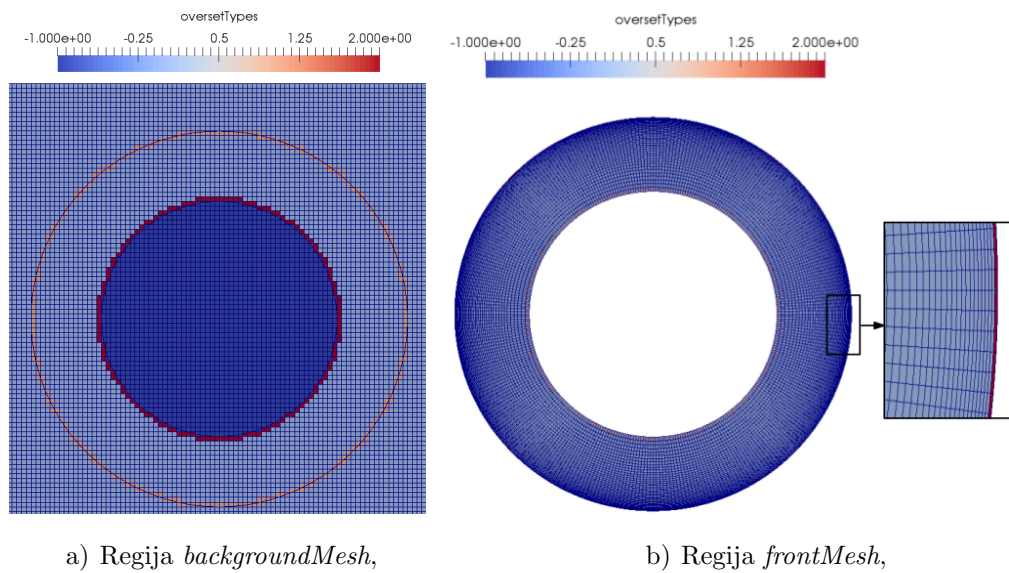 oversetTypes
-1.000e+00 -0.25 0.5 1.25 2.000e+00
oversetTypes
-1.000e+00 -0.25 0.5 1.25 2.000e+00
a) Regija backgroundMesh,
b) Regija frontMesh,